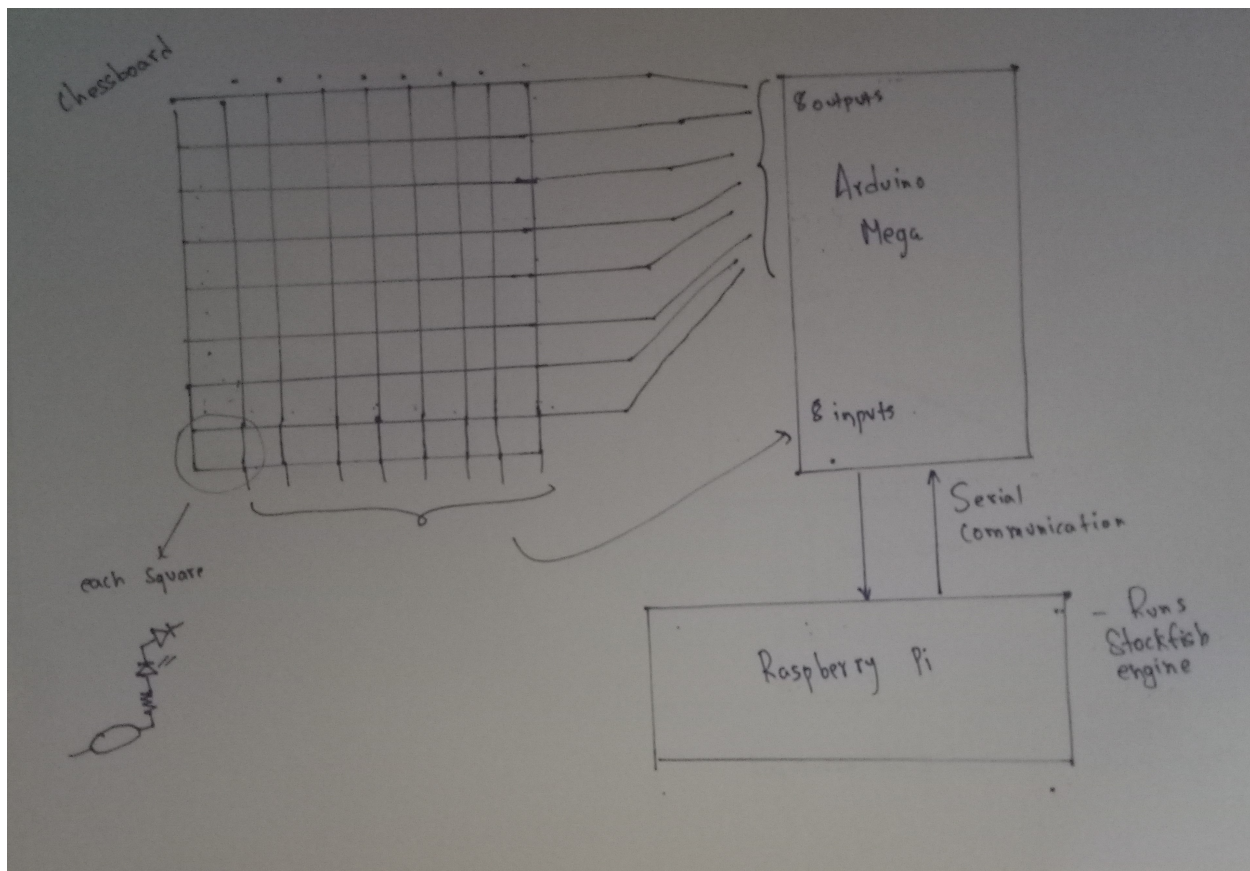 Chessboard
8 outputs
Arduino
Mega
8 inputs
Serial
communication
each square
Raspberry Pi
- Runs
Stockfish
engine